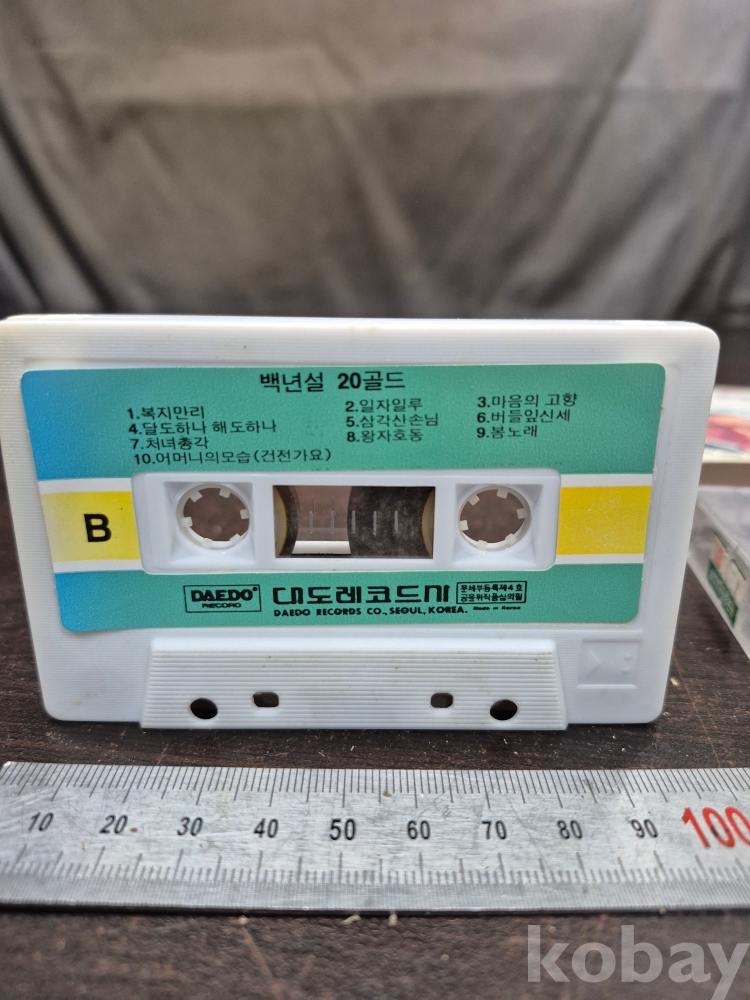 백년설 20골드
1.복지만리 2.일자일루 3.마음의 고향
4.달도하나 해도하나 5.삼각산손님 6.버들잎신세
7.처녀총각 8.왕자호동 9.봄노래
10.어머니의모습(건전가요)
B
DAEDO® 대도레코드사
RECORD
DAEDO RECORDS CO., SEOUL, KOREA. Made in Korea
10 20 30 40 50 60 70 80 90 100
kobay